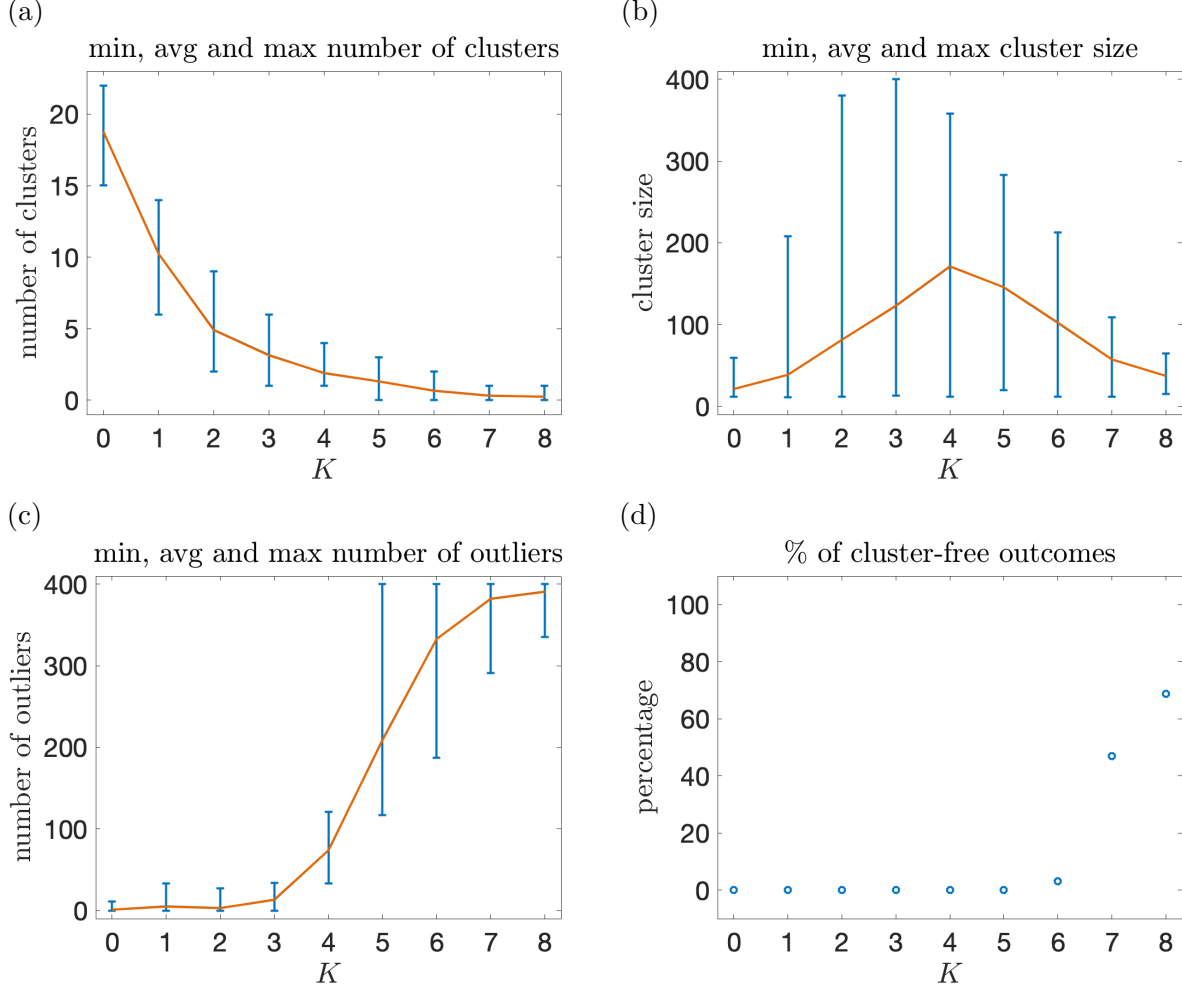 (a)
min, avg and max number of clusters
number of clusters
20
15
10
5
0
0 1 2 3 4 5 6 7 8
K
(b)
min, avg and max cluster size
cluster size
400
300
200
100
0
0 1 2 3 4 5 6 7 8
K
(c)
min, avg and max number of outliers
number of outliers
400
300
200
100
0
0 1 2 3 4 5 6 7 8
K
(d)
% of cluster-free outcomes
percentage
100
80
60
40
20
0
0 1 2 3 4 5 6 7 8
K